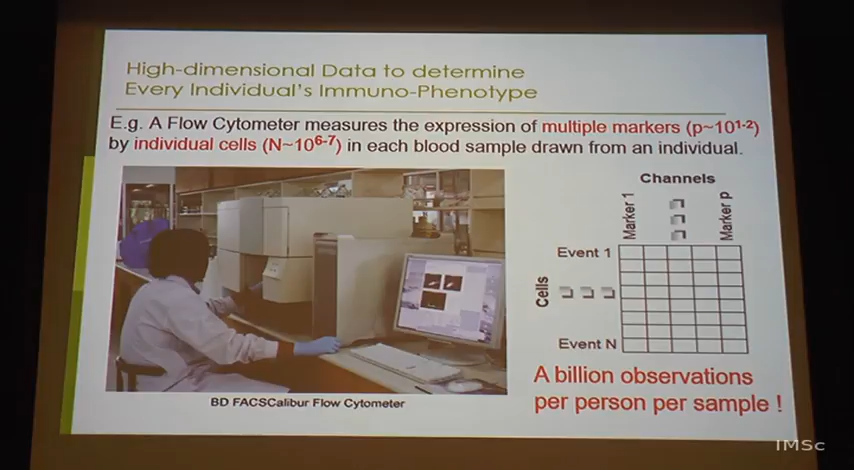 High-dimensional Data to determine
Every Individual's Immuno-Phenotype
E.g. A Flow Cytometer measures the expression of multiple markers (p~10¹⁻²)
by individual cells (N~10⁶⁻⁷) in each blood sample drawn from an individual.
Channels
Marker 1
Marker p
Event 1
Cells
Event N
BD FACSCalibur Flow Cytometer
A billion observations
per person per sample !
IMSc